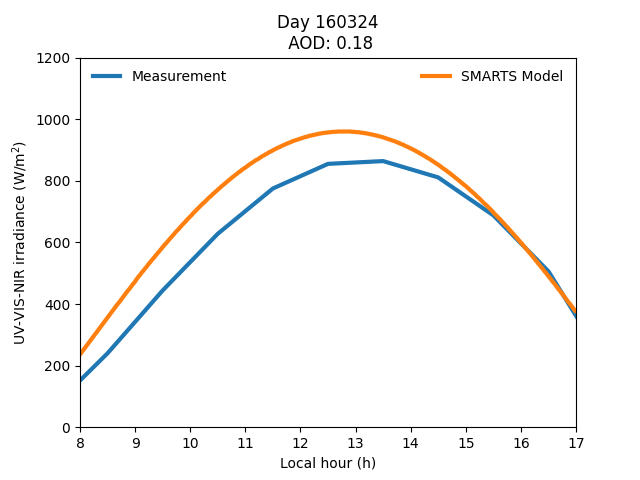 Day 160324
AOD: 0.18
Measurement
SMARTS Model
UV-VIS-NIR irradiance (W/m²)
1200
1000
800
600
400
200
0
8 9 10 11 12 13 14 15 16 17
Local hour (h)